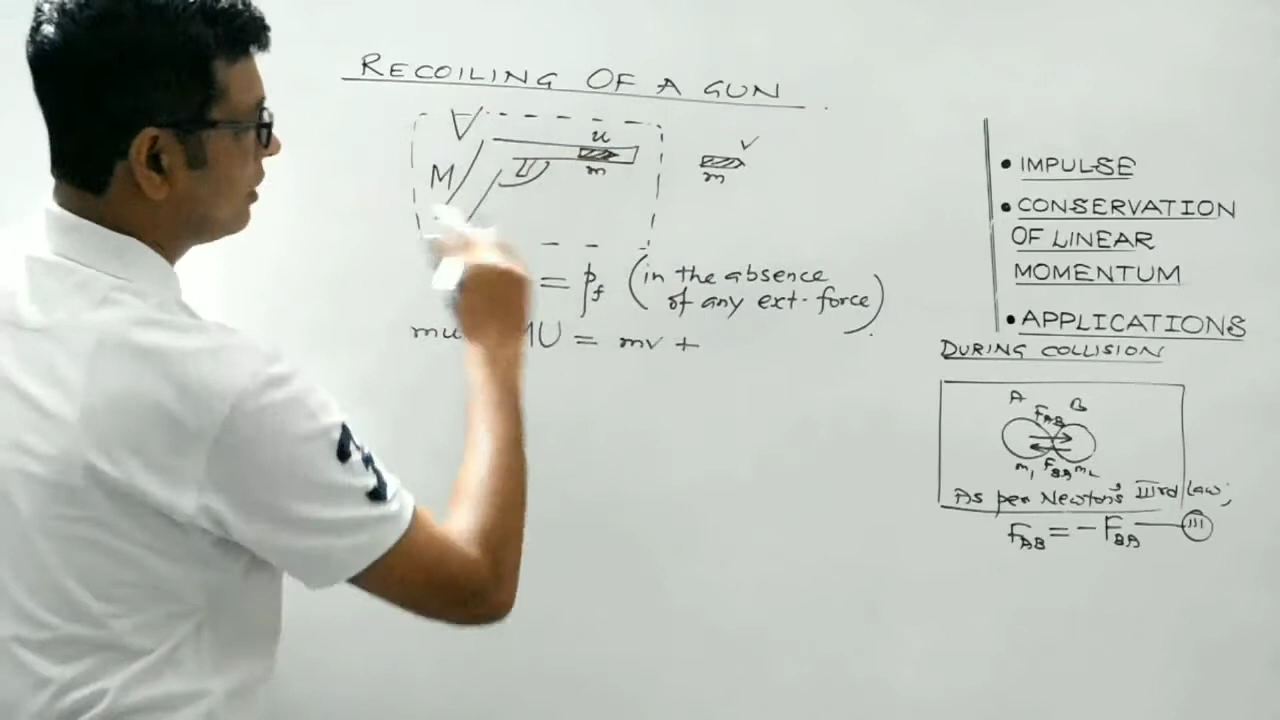 RECOILING OF A GUN
V
u
M
m
v
m
= pf (in the absence
of any ext. force)
mu MU = mv +
• IMPULSE
• CONSERVATION
OF LINEAR
MOMENTUM
• APPLICATIONS
DURING COLLISION
A
B
FAB
FBA
m1
m2
As per Newton's IIIrd law;
FAB = - FBA — (III)